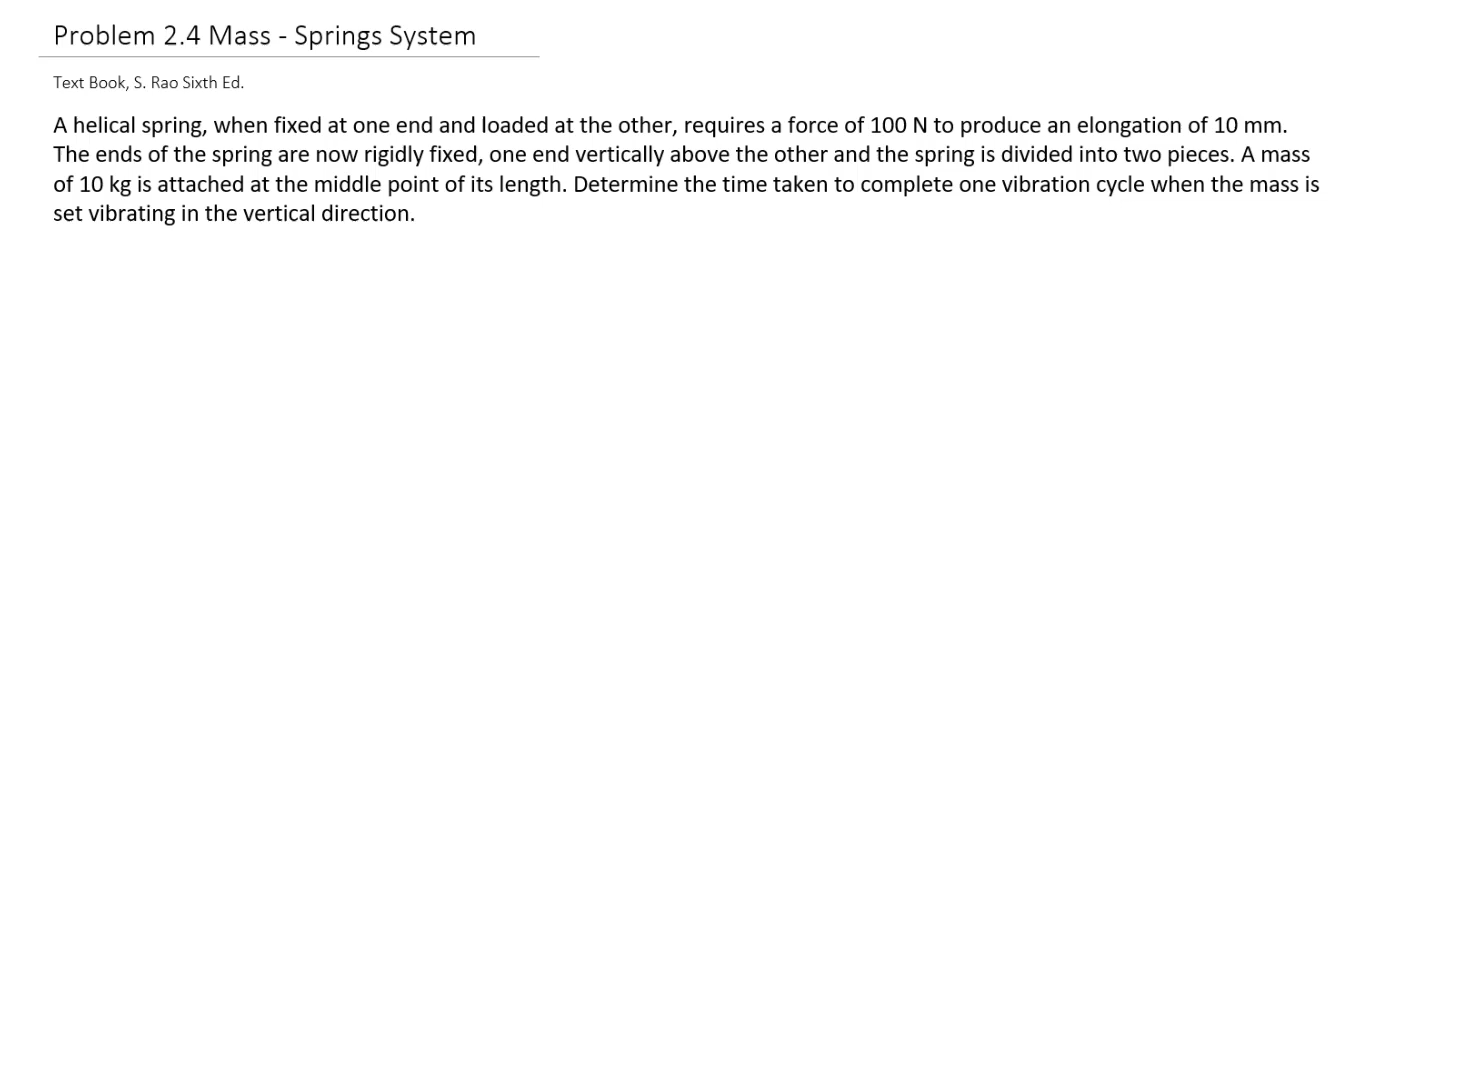 Problem 2.4 Mass - Springs System
Text Book, S. Rao Sixth Ed.
A helical spring, when fixed at one end and loaded at the other, requires a force of 100 N to produce an elongation of 10 mm.
The ends of the spring are now rigidly fixed, one end vertically above the other and the spring is divided into two pieces. A mass
of 10 kg is attached at the middle point of its length. Determine the time taken to complete one vibration cycle when the mass is
set vibrating in the vertical direction.